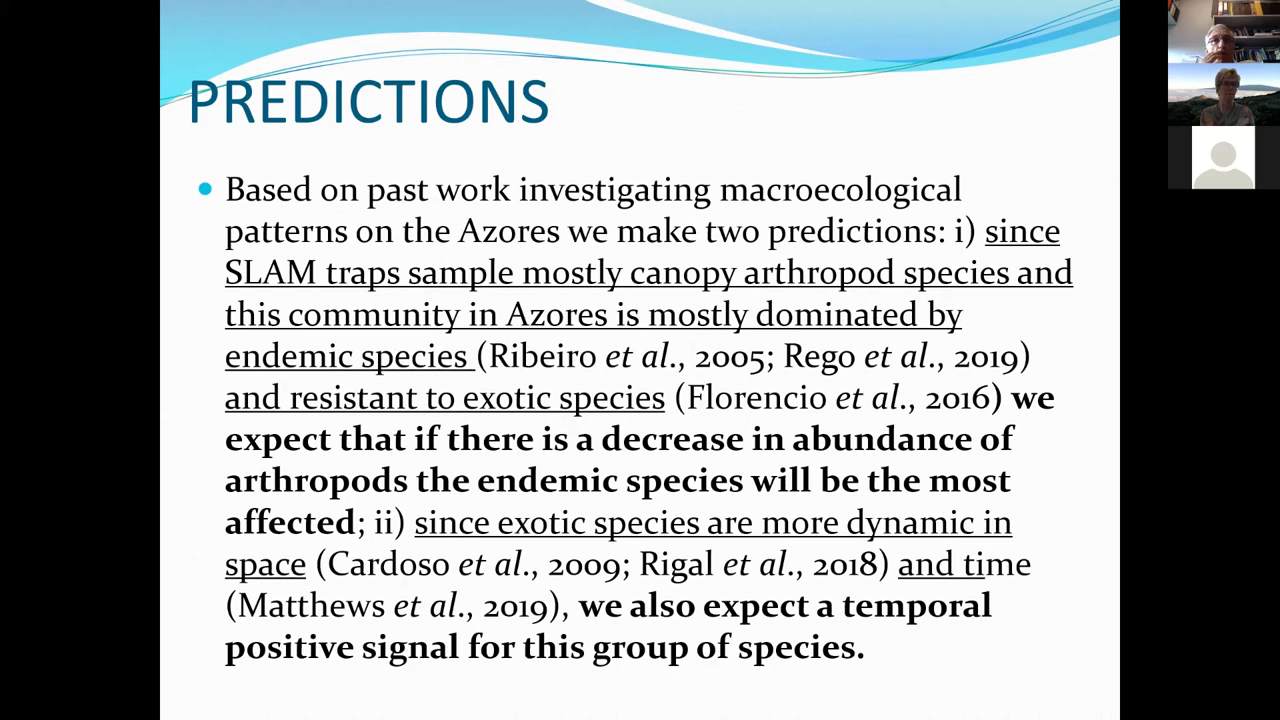 PREDICTIONS
• Based on past work investigating macroecological
patterns on the Azores we make two predictions: i) since
SLAM traps sample mostly canopy arthropod species and
this community in Azores is mostly dominated by
endemic species (Ribeiro et al., 2005; Rego et al., 2019)
and resistant to exotic species (Florencio et al., 2016) we
expect that if there is a decrease in abundance of
arthropods the endemic species will be the most
affected; ii) since exotic species are more dynamic in
space (Cardoso et al., 2009; Rigal et al., 2018) and time
(Matthews et al., 2019), we also expect a temporal
positive signal for this group of species.